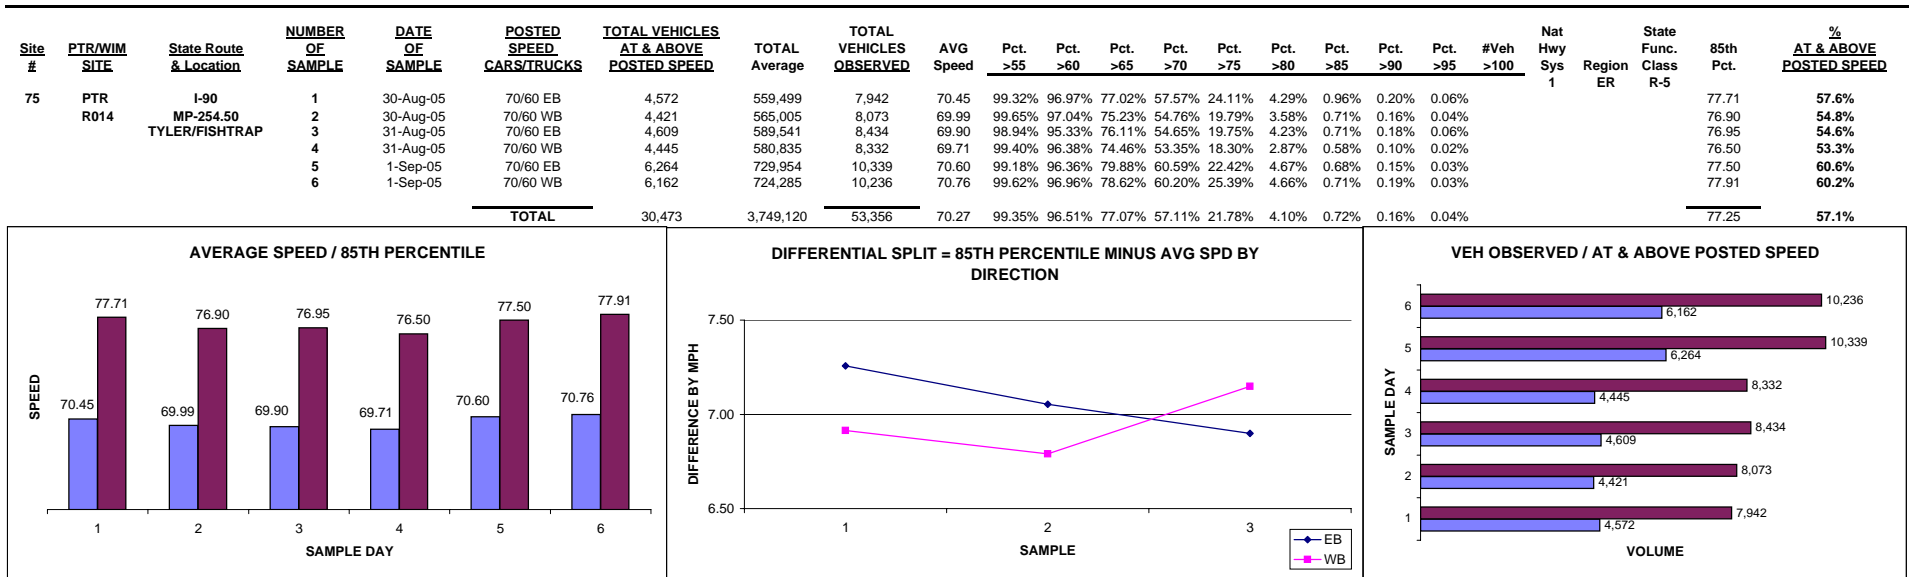 Site # PTR/WIM SITE State Route & Location NUMBER OF SAMPLE DATE OF SAMPLE POSTED SPEED CARS/TRUCKS TOTAL VEHICLES AT & ABOVE POSTED SPEED TOTAL Average TOTAL VEHICLES OBSERVED AVG Speed Pct. >55 Pct. >60 Pct. >65 Pct. >70 Pct. >75 Pct. >80 Pct. >85 Pct. >90 Pct. >95 #Veh >100 Nat Hwy Sys 1 Region ER State Func. Class R-5 85th Pct. % AT & ABOVE POSTED SPEED
75 PTR I-90 1 30-Aug-05 70/60 EB 4,572 559,499 7,942 70.45 99.32% 96.97% 77.02% 57.57% 24.11% 4.29% 0.96% 0.20% 0.06% 77.71 57.6%
R014 MP-254.50 2 30-Aug-05 70/60 WB 4,421 565,005 8,073 69.99 99.65% 97.04% 75.23% 54.76% 19.79% 3.58% 0.71% 0.16% 0.04% 76.90 54.8%
TYLER/FISHTRAP 3 31-Aug-05 70/60 EB 4,609 589,541 8,434 69.90 98.94% 95.33% 76.11% 54.65% 19.75% 4.23% 0.71% 0.18% 0.06% 76.95 54.6%
4 31-Aug-05 70/60 WB 4,445 580,835 8,332 69.71 99.40% 96.38% 74.46% 53.35% 18.30% 2.87% 0.58% 0.10% 0.02% 76.50 53.3%
5 1-Sep-05 70/60 EB 6,264 729,954 10,339 70.60 99.18% 96.36% 79.88% 60.59% 22.42% 4.67% 0.68% 0.15% 0.03% 77.50 60.6%
6 1-Sep-05 70/60 WB 6,162 724,285 10,236 70.76 99.62% 96.96% 78.62% 60.20% 25.39% 4.66% 0.71% 0.19% 0.03% 77.91 60.2%
TOTAL 30,473 3,749,120 53,356 70.27 99.35% 96.51% 77.07% 57.11% 21.78% 4.10% 0.72% 0.16% 0.04% 77.25 57.1%
AVERAGE SPEED / 85TH PERCENTILE
77.71 76.90 76.95 76.50 77.50 77.91
70.45 69.99 69.90 69.71 70.60 70.76
SPEED
1 2 3 4 5 6
SAMPLE DAY
DIFFERENTIAL SPLIT = 85TH PERCENTILE MINUS AVG SPD BY
DIRECTION
DIFFERENCE BY MPH
7.50
7.00
6.50
1 2 3
SAMPLE
EB
WB
VEH OBSERVED / AT & ABOVE POSTED SPEED
SAMPLE DAY
6 10,236
6,162
5 10,339
6,264
4 8,332
4,445
3 8,434
4,609
2 8,073
4,421
1 7,942
4,572
VOLUME